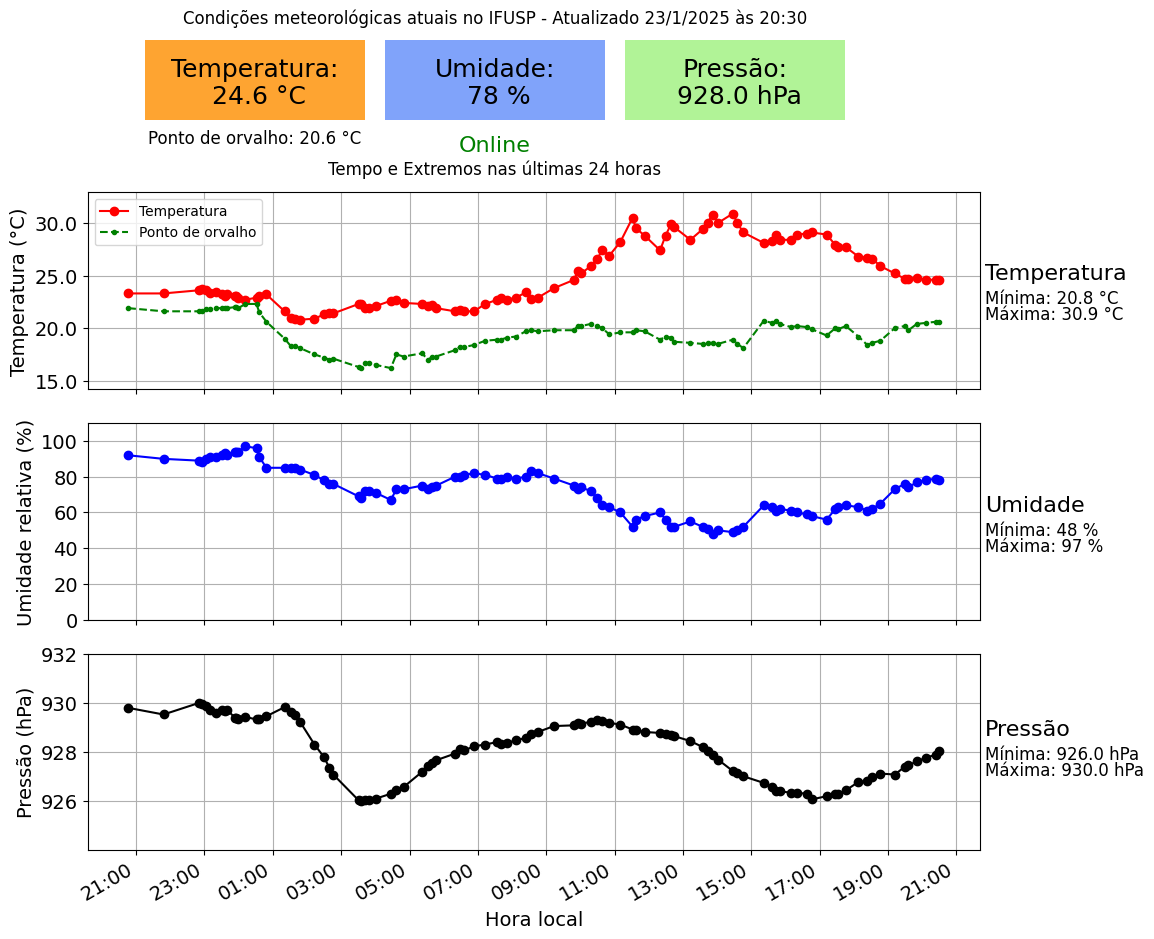 Condições meteorológicas atuais no IFUSP - Atualizado 23/1/2025 às 20:30
Temperatura:
24.6 °C
Umidade:
78 %
Pressão:
928.0 hPa
Ponto de orvalho: 20.6 °C
Online
Tempo e Extremos nas últimas 24 horas
Temperatura (°C)
30.0
25.0
20.0
15.0
Temperatura
Ponto de orvalho
Temperatura
Mínima: 20.8 °C
Máxima: 30.9 °C
Umidade relativa (%)
100
80
60
40
20
0
Umidade
Mínima: 48 %
Máxima: 97 %
Pressão (hPa)
932
930
928
926
Pressão
Mínima: 926.0 hPa
Máxima: 930.0 hPa
21:00 23:00 01:00 03:00 05:00 07:00 09:00 11:00 13:00 15:00 17:00 19:00 21:00
Hora local